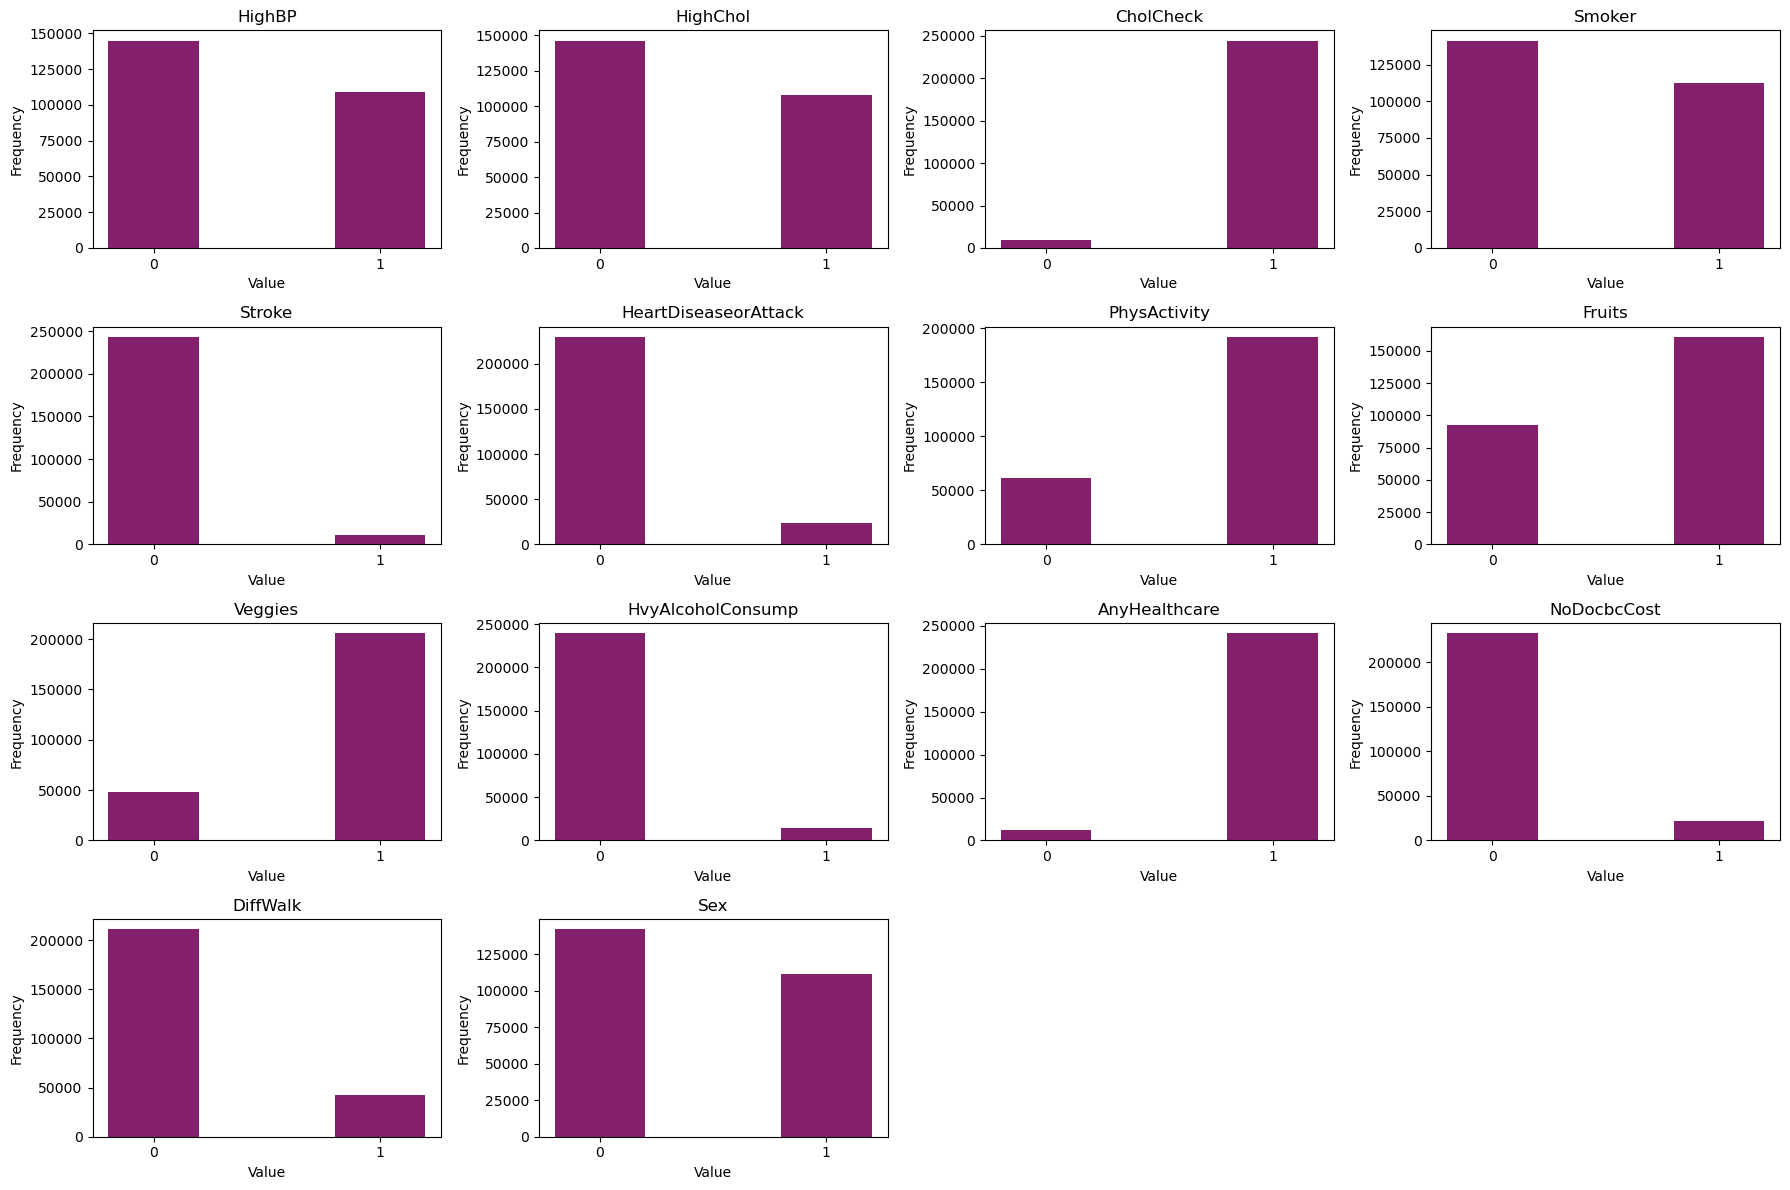 HighBP
150000
125000
100000
75000
50000
25000
0
Frequency
0 1
Value
HighChol
150000
125000
100000
75000
50000
25000
0
Frequency
0 1
Value
CholCheck
250000
200000
150000
100000
50000
0
Frequency
0 1
Value
Smoker
125000
100000
75000
50000
25000
0
Frequency
0 1
Value
Stroke
250000
200000
150000
100000
50000
0
Frequency
0 1
Value
HeartDiseaseorAttack
200000
150000
100000
50000
0
Frequency
0 1
Value
PhysActivity
200000
150000
100000
50000
0
Frequency
0 1
Value
Fruits
150000
125000
100000
75000
50000
25000
0
Frequency
0 1
Value
Veggies
200000
150000
100000
50000
0
Frequency
0 1
Value
HvyAlcoholConsump
250000
200000
150000
100000
50000
0
Frequency
0 1
Value
AnyHealthcare
250000
200000
150000
100000
50000
0
Frequency
0 1
Value
NoDocbcCost
200000
150000
100000
50000
0
Frequency
0 1
Value
DiffWalk
200000
150000
100000
50000
0
Frequency
0 1
Value
Sex
125000
100000
75000
50000
25000
0
Frequency
0 1
Value